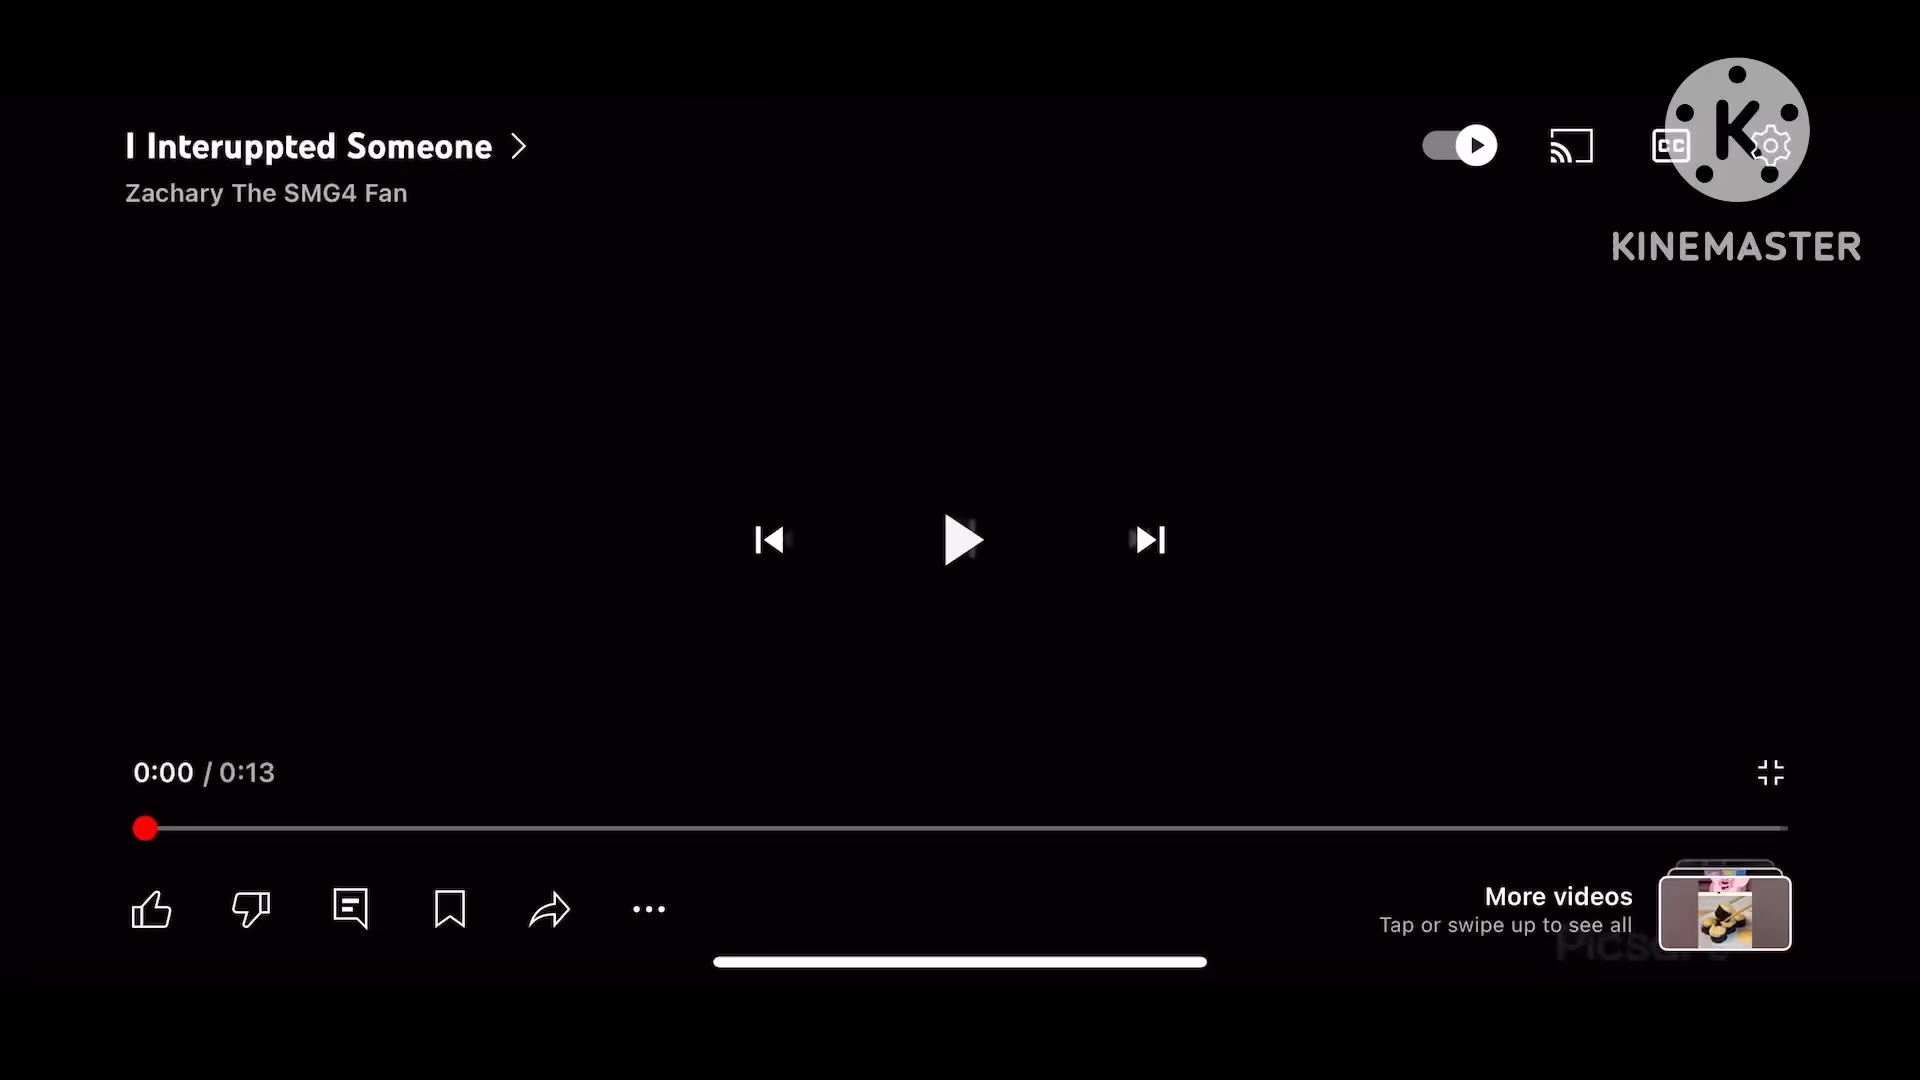 I Interuppted Someone
Zachary The SMG4 Fan
CC
K
KINEMASTER
0:00 / 0:13
More videos
Tap or swipe up to see all